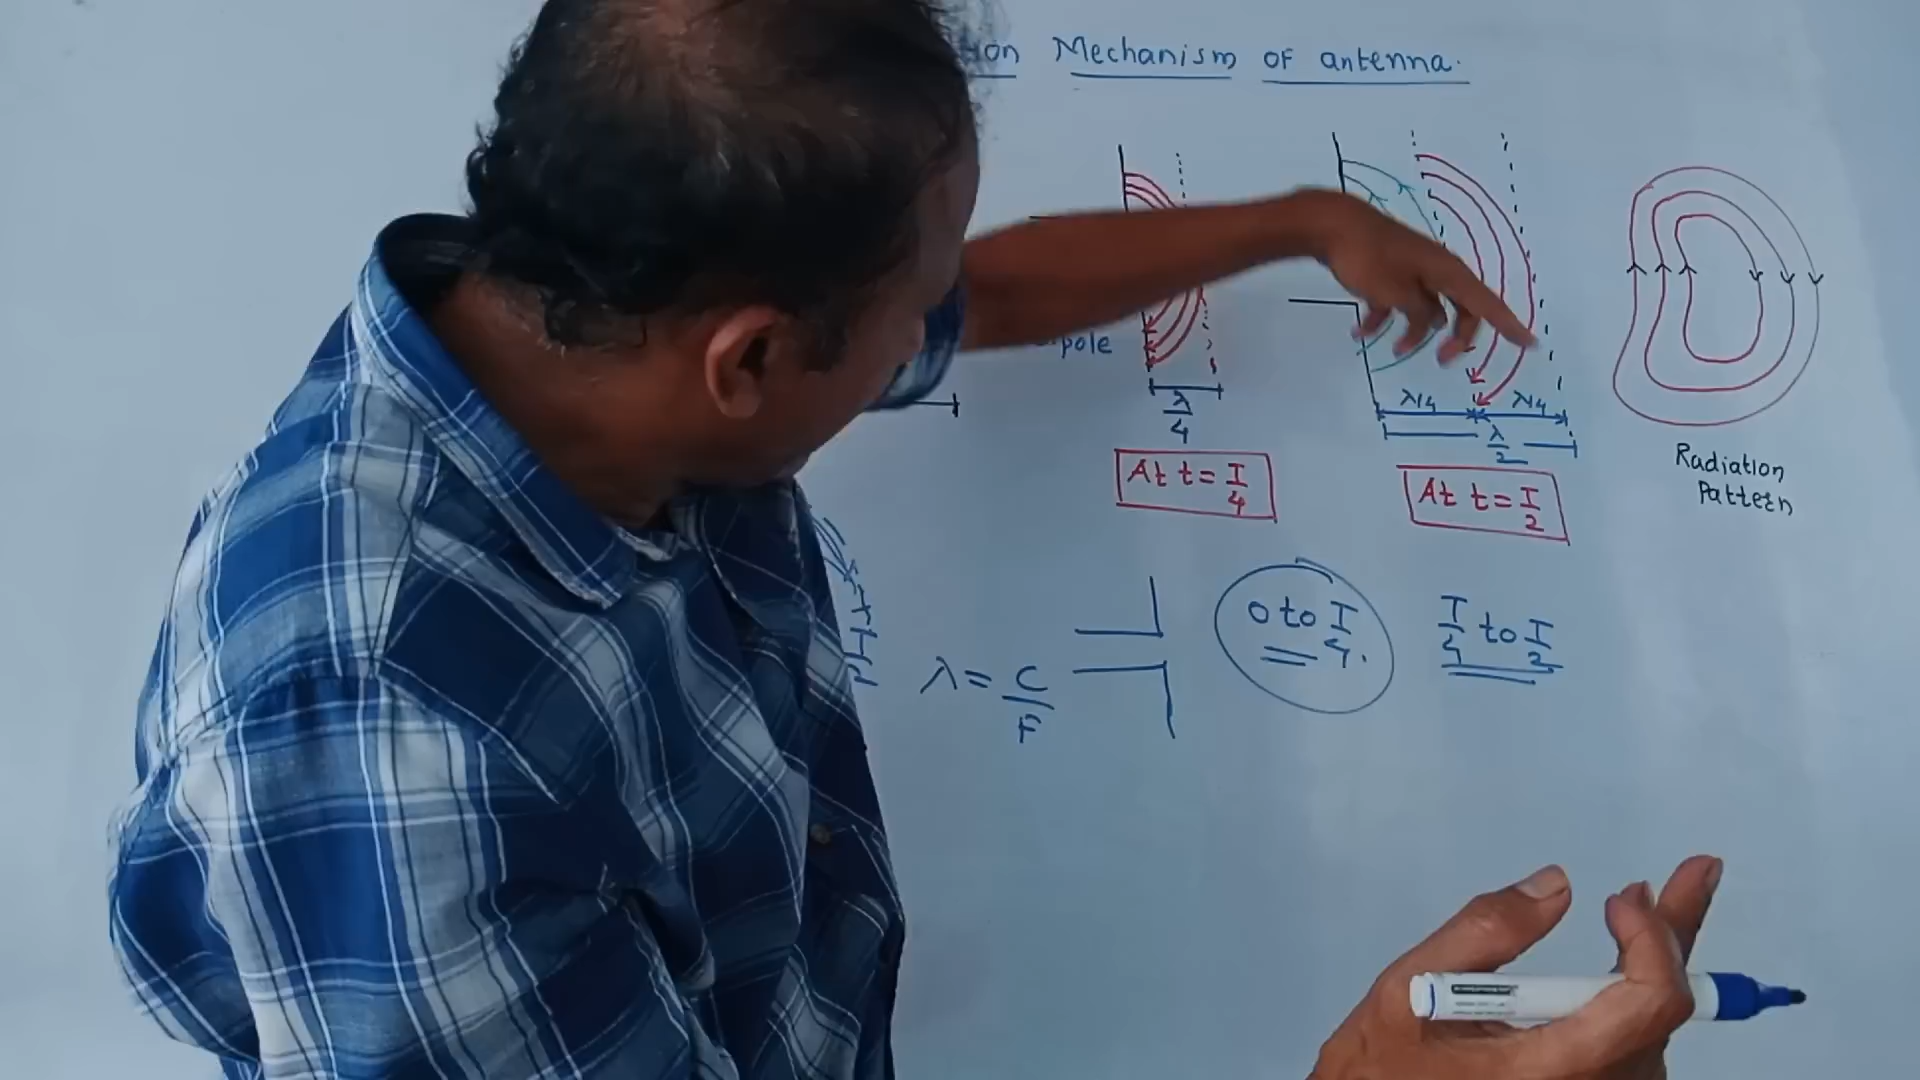 on Mechanism OF antenna.
pole
λ
4
λ/4 λ/4
λ
2
At t = T
4
At t = T
2
Radiation
Pattern
0 to T
4.
T to T
4 2
λ = C
F